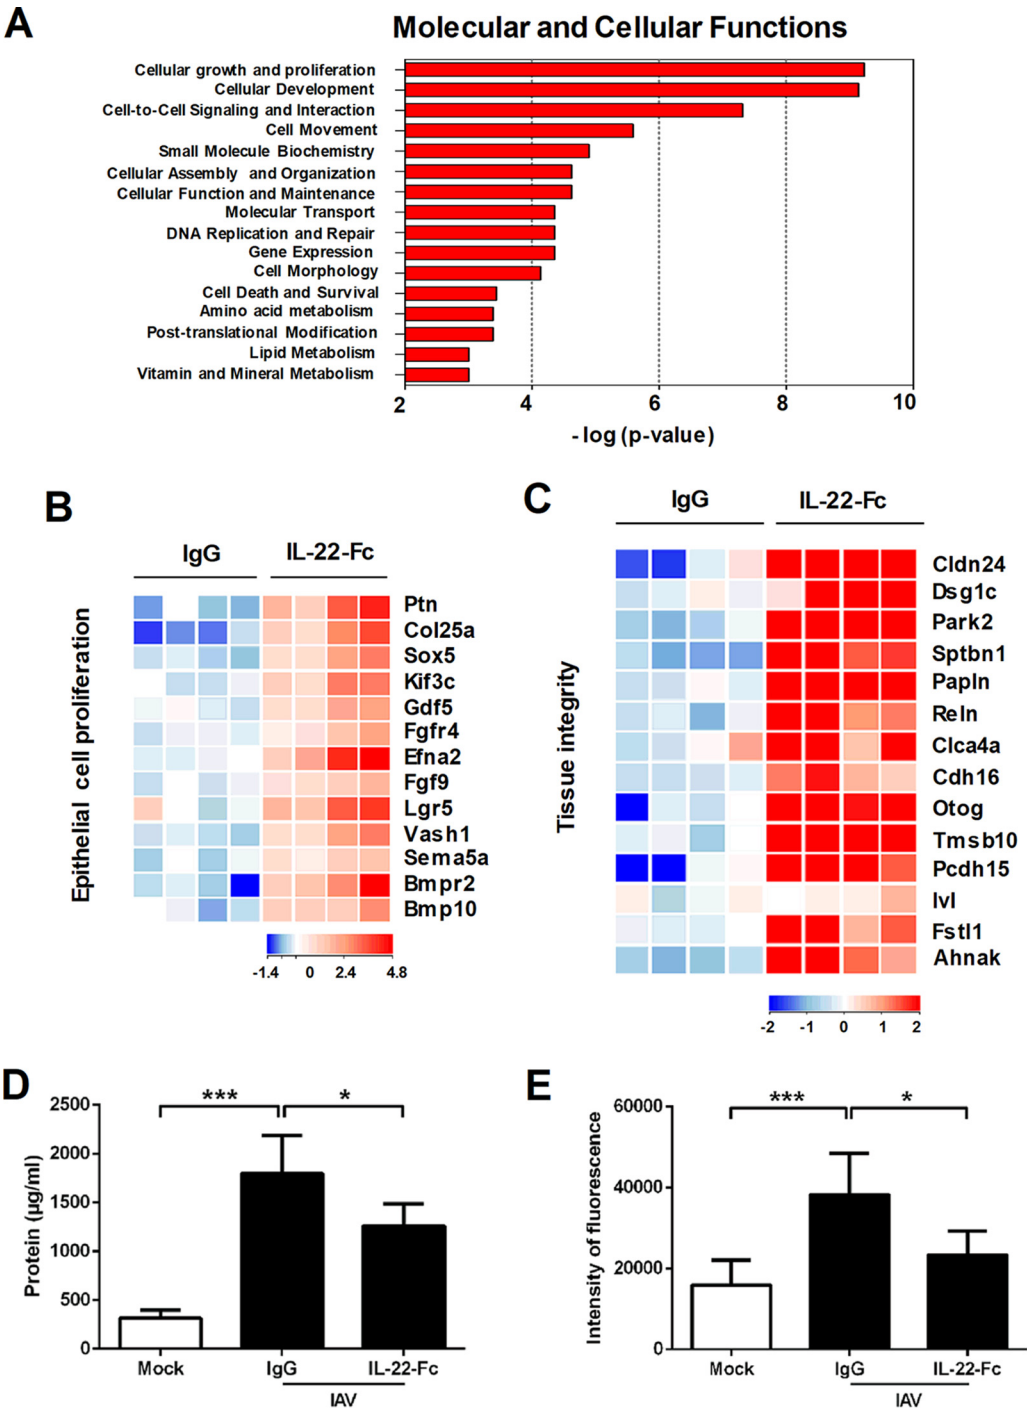 A
Molecular and Cellular Functions
Cellular growth and proliferation
Cellular Development
Cell-to-Cell Signaling and Interaction
Cell Movement
Small Molecule Biochemistry
Cellular Assembly and Organization
Cellular Function and Maintenance
Molecular Transport
DNA Replication and Repair
Gene Expression
Cell Morphology
Cell Death and Survival
Amino acid metabolism
Post-translational Modification
Lipid Metabolism
Vitamin and Mineral Metabolism
2 4 6 8 10
- log (p-value)
B
IgG IL-22-Fc
Epithelial cell proliferation
Ptn
Col25a
Sox5
Kif3c
Gdf5
Fgfr4
Efna2
Fgf9
Lgr5
Vash1
Sema5a
Bmpr2
Bmp10
-1.4 0 2.4 4.8
C
IgG IL-22-Fc
Tissue integrity
Cldn24
Dsg1c
Park2
Sptbn1
Papln
Reln
Clca4a
Cdh16
Otog
Tmsb10
Pcdh15
Ivl
Fstl1
Ahnak
-2 -1 0 1 2
D
Protein (µg/ml)
2500
2000
1500
1000
500
0
*** *
Mock IgG IL-22-Fc
IAV
E
Intensity of fluorescence
60000
40000
20000
0
*** *
Mock IgG IL-22-Fc
IAV